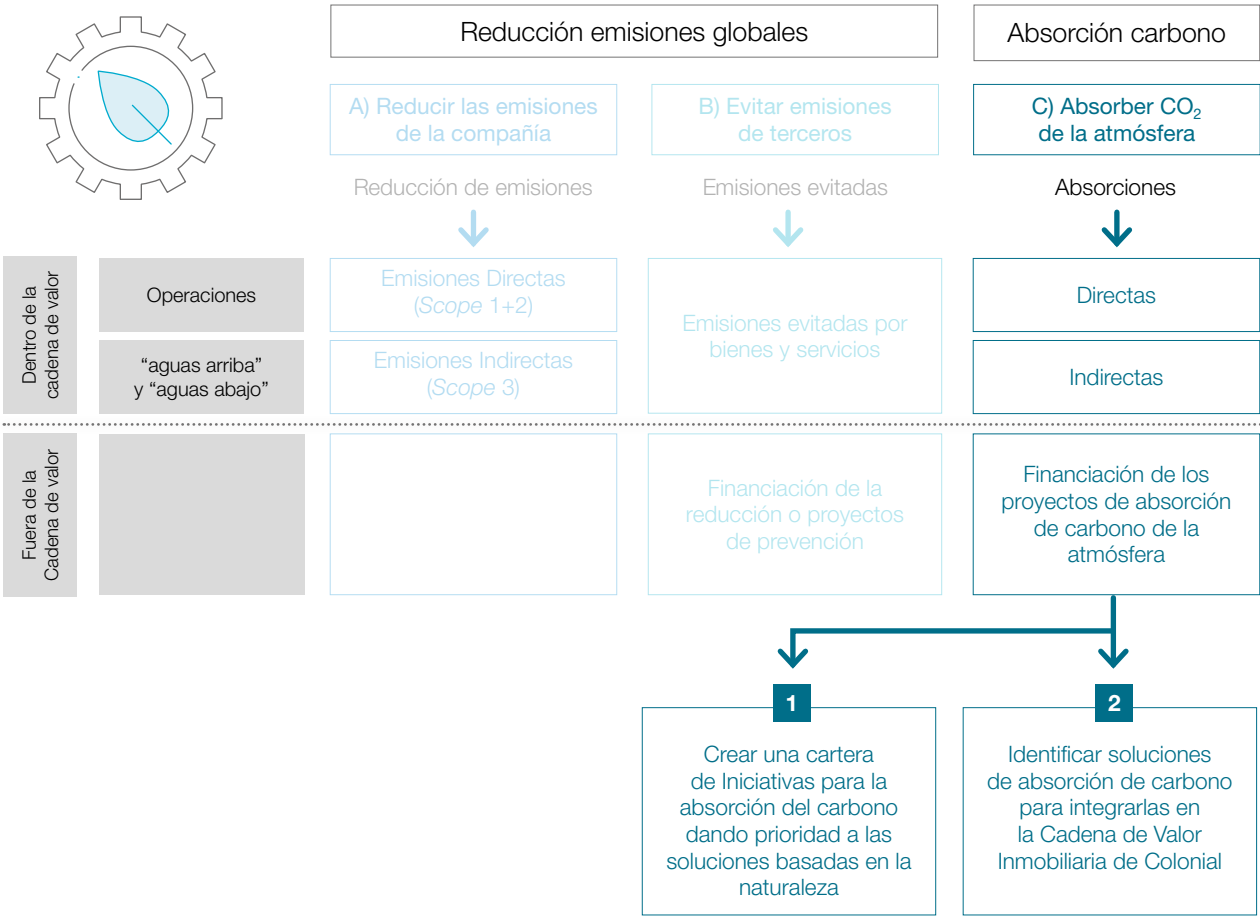 Reducción emisiones globales
Absorción carbono
A) Reducir las emisiones
de la compañía
B) Evitar emisiones
de terceros
C) Absorber CO₂
de la atmósfera
Reducción de emisiones
Emisiones evitadas
Absorciones
Dentro de la
cadena de valor
Operaciones
Emisiones Directas
(Scope 1+2)
Emisiones evitadas por
bienes y servicios
Directas
“aguas arriba”
y “aguas abajo”
Emisiones Indirectas
(Scope 3)
Indirectas
Fuera de la
Cadena de valor
Financiación de la
reducción o proyectos
de prevención
Financiación de los
proyectos de absorción
de carbono de la
atmósfera
1
Crear una cartera
de Iniciativas para la
absorción del carbono
dando prioridad a las
soluciones basadas en la
naturaleza
2
Identificar soluciones
de absorción de carbono
para integrarlas en
la Cadena de Valor
Inmobiliaria de Colonial